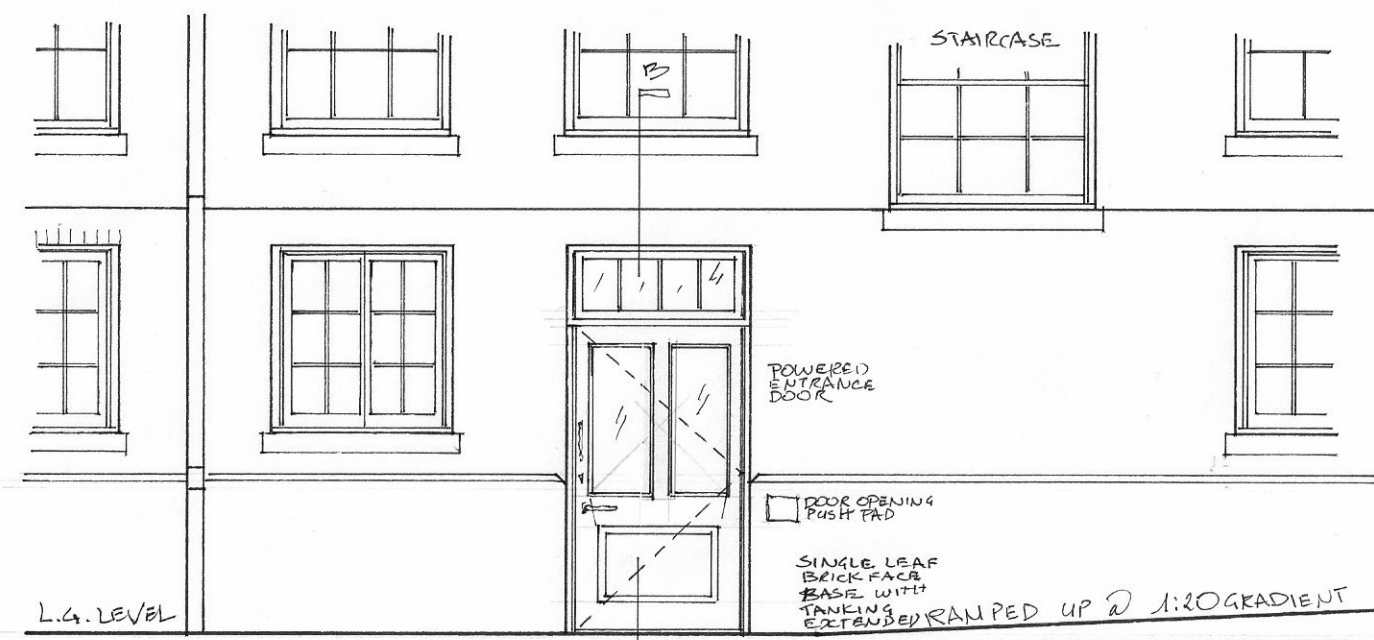 STAIRCASE
B
POWERED
ENTRANCE
DOOR
DOOR OPENING
PUSH PAD
SINGLE LEAF
BRICK FACE
BASE WITH
TANKING
EXTENDED
RAMPED UP @ 1:20 GRADIENT
L.G. LEVEL